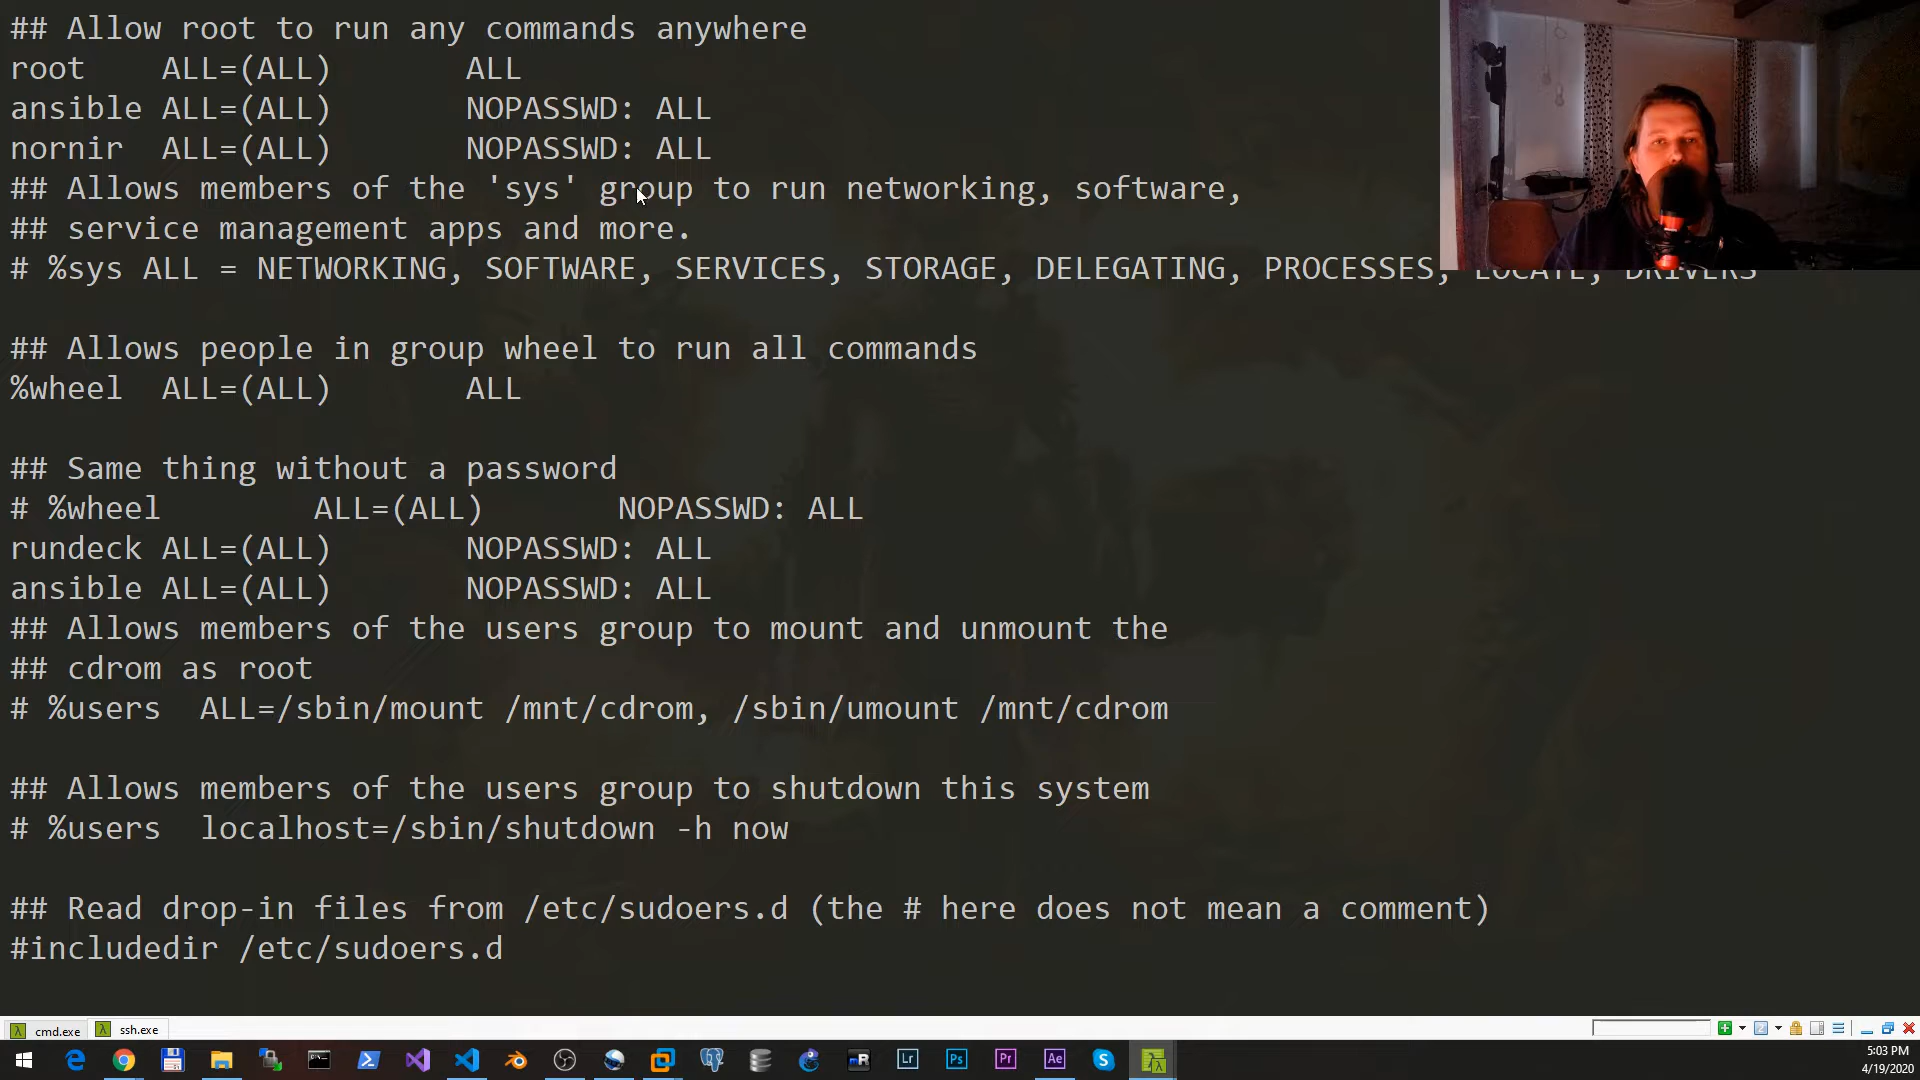 ## Allow root to run any commands anywhere
root    ALL=(ALL)       ALL
ansible ALL=(ALL)       NOPASSWD: ALL
nornir  ALL=(ALL)       NOPASSWD: ALL
## Allows members of the 'sys' group to run networking, software,
## service management apps and more.
# %sys ALL = NETWORKING, SOFTWARE, SERVICES, STORAGE, DELEGATING, PROCESSES, LOCATE, DRIVERS
## Allows people in group wheel to run all commands
%wheel  ALL=(ALL)       ALL
## Same thing without a password
# %wheel        ALL=(ALL)       NOPASSWD: ALL
rundeck ALL=(ALL)       NOPASSWD: ALL
ansible ALL=(ALL)       NOPASSWD: ALL
## Allows members of the users group to mount and unmount the
## cdrom as root
# %users  ALL=/sbin/mount /mnt/cdrom, /sbin/umount /mnt/cdrom
## Allows members of the users group to shutdown this system
# %users  localhost=/sbin/shutdown -h now
## Read drop-in files from /etc/sudoers.d (the # here does not mean a comment)
#includedir /etc/sudoers.d
cmd.exe ssh.exe
mR Lr Ps Pr Ae
5:03 PM
4/19/2020